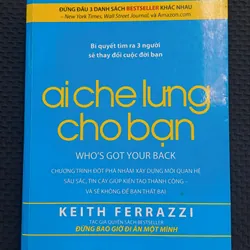 ĐỨNG ĐẦU 3 DANH SÁCH BESTSELLER KHÁC NHAU
– New York Times, Wall Street Journal, và Amazon.com
Bí quyết tìm ra 3 người
sẽ thay đổi cuộc đời bạn
ai che lưng
cho bạn
WHO'S GOT YOUR BACK
CHƯƠNG TRÌNH ĐỘT PHÁ NHẰM XÂY DỰNG MỐI QUAN HỆ
SÂU SẮC, TIN CẬY GIÚP KIẾN TẠO THÀNH CÔNG –
VÀ SẼ KHÔNG ĐỂ BẠN THẤT BẠI
KEITH FERRAZZI
TÁC GIẢ QUYỂN SÁCH BESTSELLER
ĐỪNG BAO GIỜ ĐI ĂN MỘT MÌNH